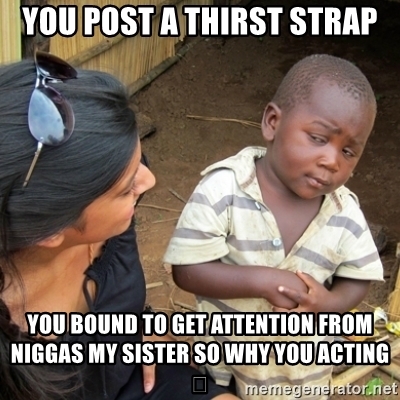 YOU POST A THIRST STRAP
YOU BOUND TO GET ATTENTION FROM
NIGGAS MY SISTER SO WHY YOU ACTING
memegenerator.net